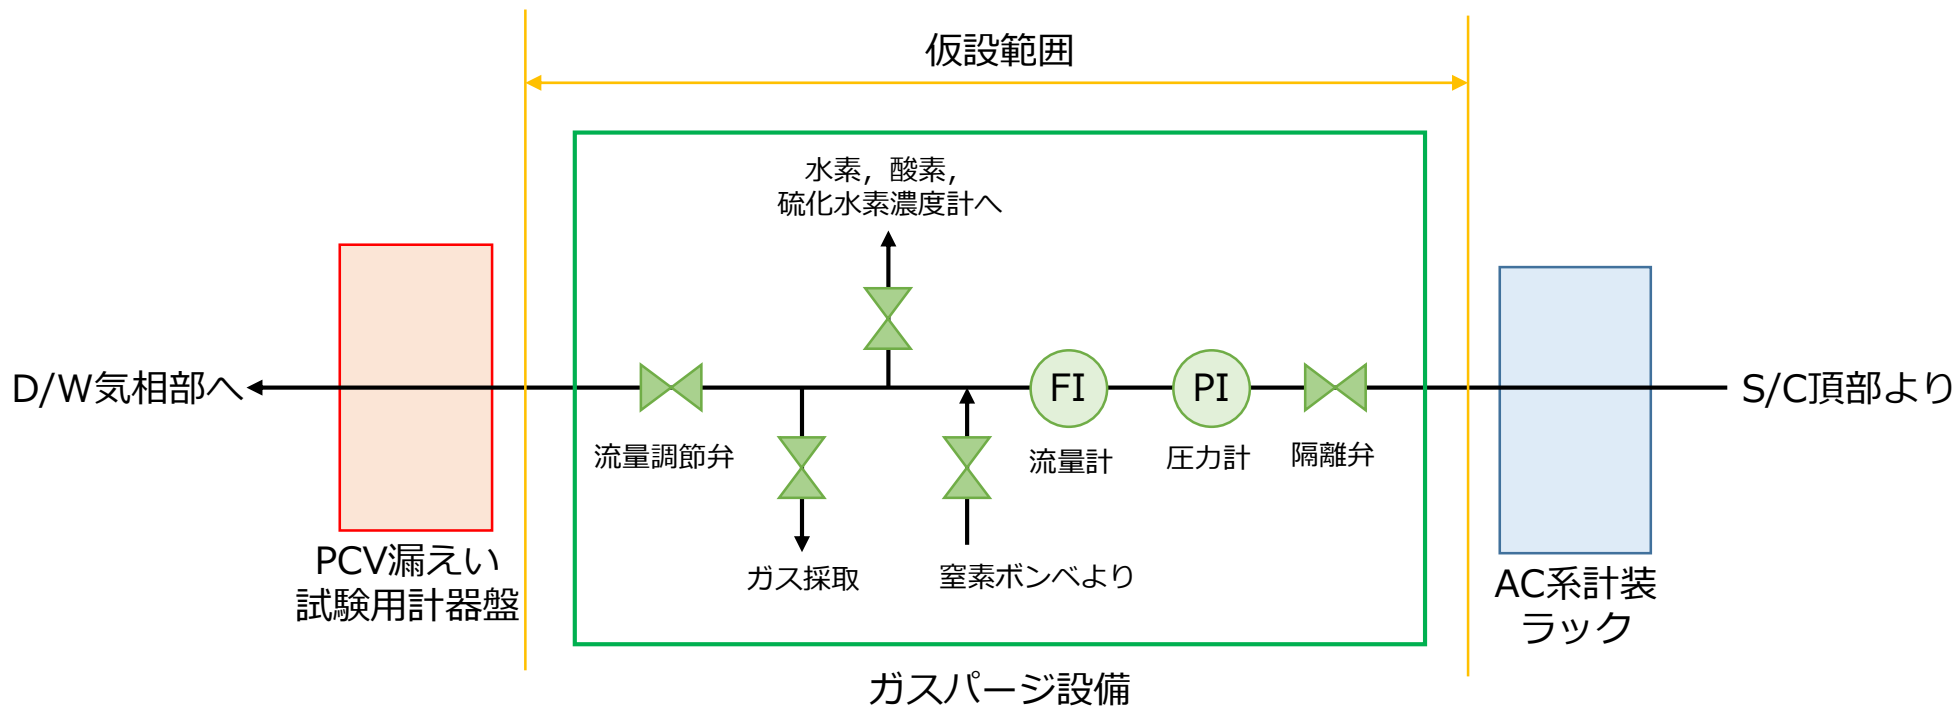 仮設範囲
水素，酸素，
硫化水素濃度計へ
D/W気相部へ
FI
PI
S/C頂部より
流量調節弁
流量計
圧力計
隔離弁
PCV漏えい
試験用計器盤
ガス採取
窒素ボンベより
AC系計装
ラック
ガスパージ設備